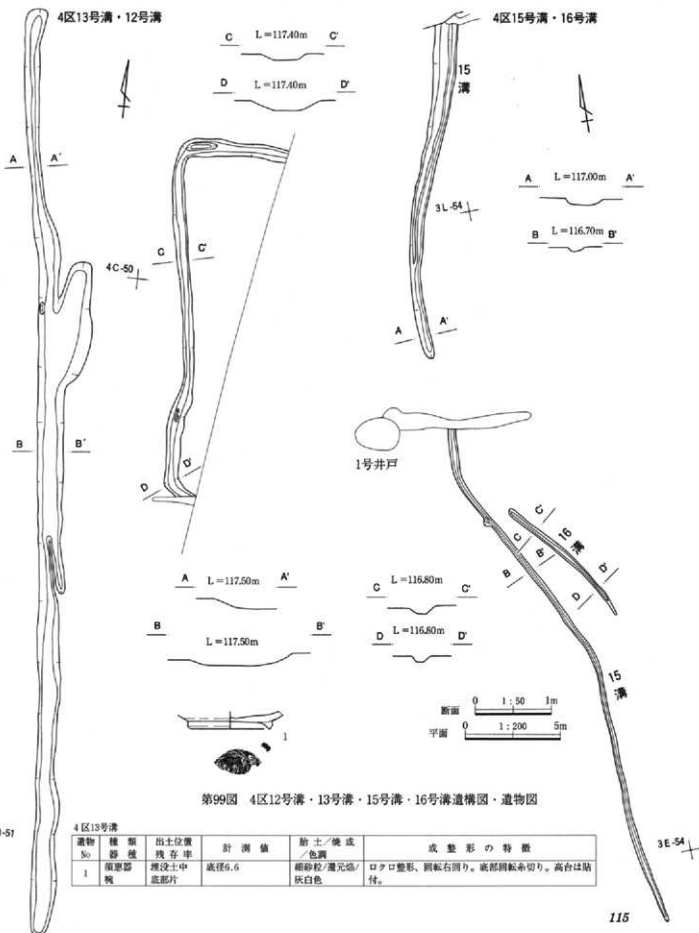 4区13号溝・12号溝
4区15号溝・16号溝
C L=117.40m C'
D L=117.40m D'
15溝
A A'
A L=117.00m A'
3L-54
B L=116.70m B'
C C'
4C-50
A A'
B B'
1号井戸
D D'
C C'
16溝
B B'
D D'
A L=117.50m A'
C L=116.80m C'
B L=117.50m B'
D L=116.80m D'
15溝
断面 0 1:50 1m
平面 0 1:200 5m
1
第99図 4区12号溝・13号溝・15号溝・16号溝遺構図・遺物図
-51
3E-54
4区13号溝
遺物No 種類器種 出土位置残存率 計測値 胎土/焼成/色調 成整形の特徴
1 須恵器椀 埋没土中底部片 底径6.6 細砂粒/還元焔/灰白色 ロクロ整形、回転右回り。底部回転糸切り。高台は貼付。
115